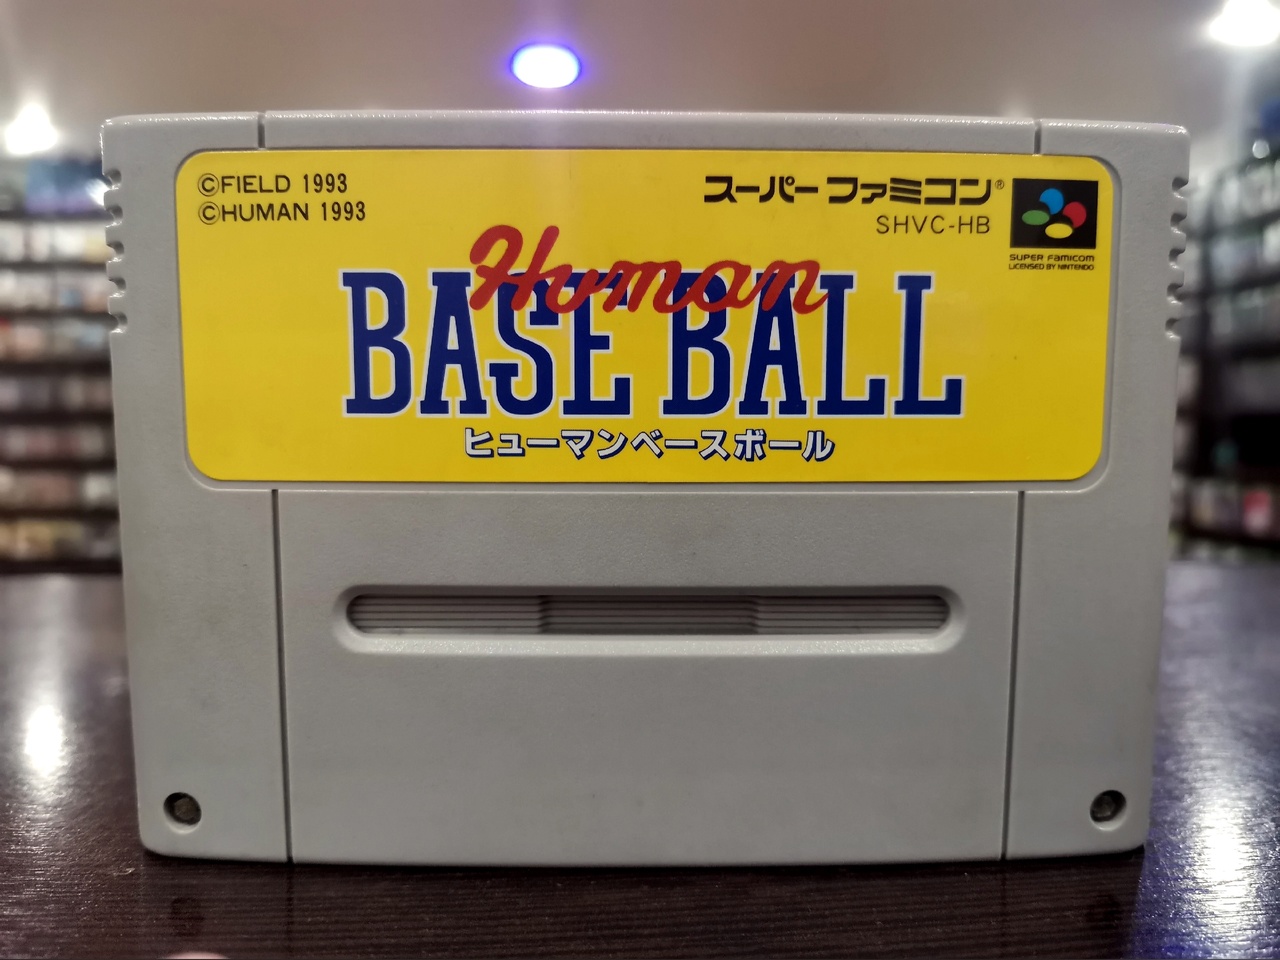 ©FIELD 1993
©HUMAN 1993
スーパーファミコン®
SHVC-HB
SUPER FAMICOM
LICENSED BY NINTENDO
Human
BASE BALL
ヒューマンベースボール